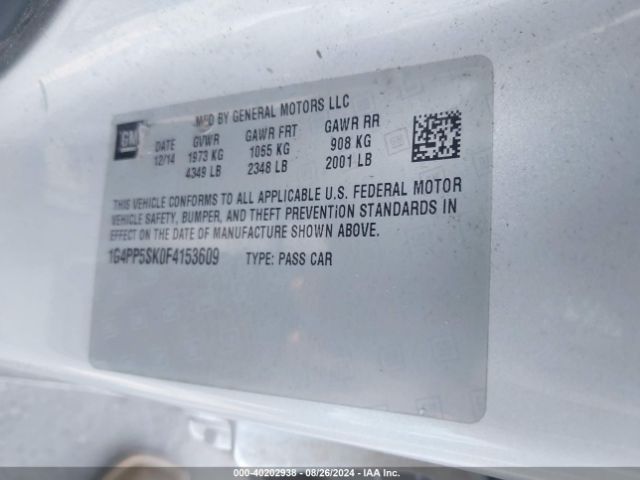 MFD BY GENERAL MOTORS LLC
GM
DATE GVWR GAWR FRT GAWR RR
12/14 1973 KG 1065 KG 908 KG
4349 LB 2348 LB 2001 LB
THIS VEHICLE CONFORMS TO ALL APPLICABLE U.S. FEDERAL MOTOR
VEHICLE SAFETY, BUMPER, AND THEFT PREVENTION STANDARDS IN
EFFECT ON THE DATE OF MANUFACTURE SHOWN ABOVE.
1G4PP5SK0F4153609 TYPE: PASS CAR
000-40202938 - 08/26/2024 - IAA Inc.